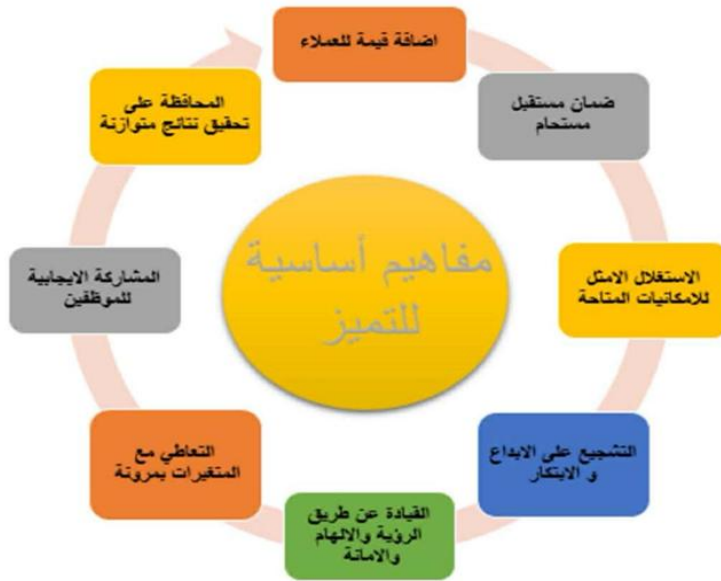 اضافة قيمة للعملاء
ضمان مستقبل
مستدام
الاستغلال الامثل
للامكانيات المتاحة
التشجيع على الابداع
و الابتكار
القيادة عن طريق
الرؤية والالهام
والامانة
التعاطي مع
المتغيرات بمرونة
المشاركة الايجابية
للموظفين
المحافظة على
تحقيق نتائج متوازنة
مفاهيم أساسية
للتميز